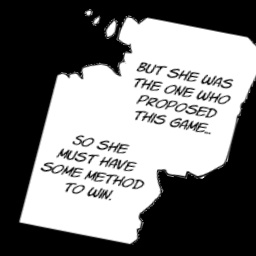 BUT SHE WAS
THE ONE WHO
PROPOSED
THIS GAME...
SO SHE
MUST HAVE
SOME METHOD
TO WIN.